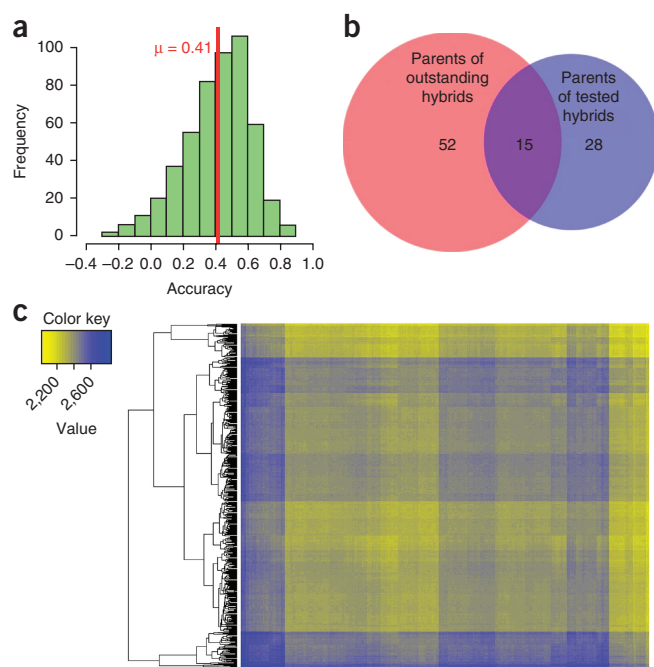 a
μ = 0.41
100
80
60
40
20
0
Frequency
−0.4 −0.2 0.0 0.2 0.4 0.6 0.8 1.0
Accuracy
b
Parents of
outstanding
hybrids
52
15
Parents
of tested
hybrids
28
c
Color key
2,200
2,600
Value